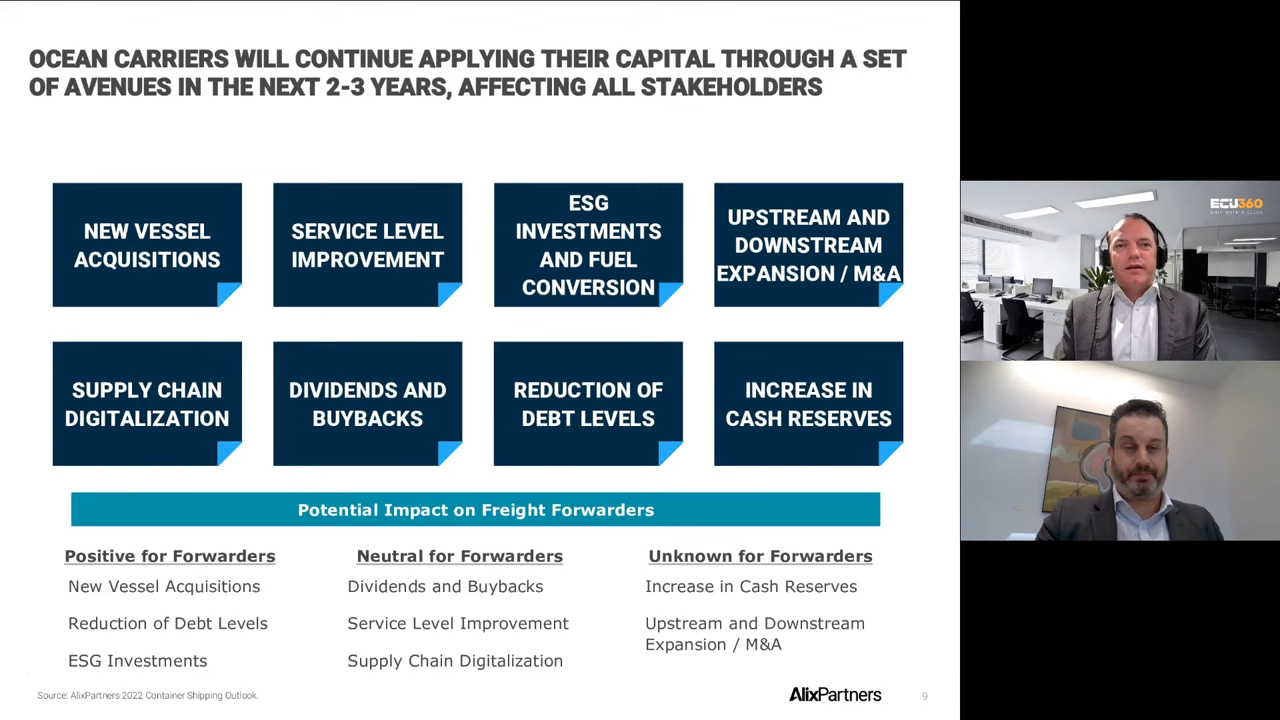 OCEAN CARRIERS WILL CONTINUE APPLYING THEIR CAPITAL THROUGH A SET
OF AVENUES IN THE NEXT 2-3 YEARS, AFFECTING ALL STAKEHOLDERS
NEW VESSEL
ACQUISITIONS
SERVICE LEVEL
IMPROVEMENT
ESG
INVESTMENTS
AND FUEL
CONVERSION
UPSTREAM AND
DOWNSTREAM
EXPANSION / M&A
SUPPLY CHAIN
DIGITALIZATION
DIVIDENDS AND
BUYBACKS
REDUCTION OF
DEBT LEVELS
INCREASE IN
CASH RESERVES
Potential Impact on Freight Forwarders
Positive for Forwarders
New Vessel Acquisitions
Reduction of Debt Levels
ESG Investments
Neutral for Forwarders
Dividends and Buybacks
Service Level Improvement
Supply Chain Digitalization
Unknown for Forwarders
Increase in Cash Reserves
Upstream and Downstream
Expansion / M&A
Source: AlixPartners 2022 Container Shipping Outlook.
AlixPartners
9
ECU360
SHIP WITH A CLICK